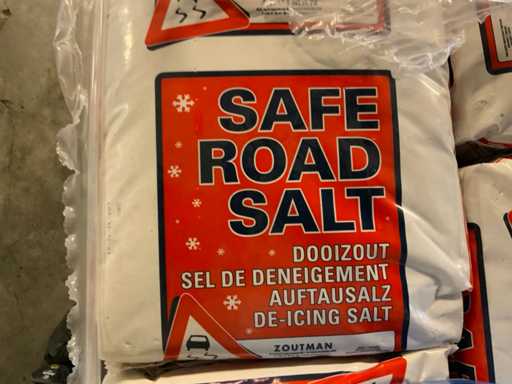 SAFE
ROAD
SALT
DOOIZOUT
SEL DE DENEIGEMENT
AUFTAUSALZ
DE-ICING SALT
ZOUTMAN